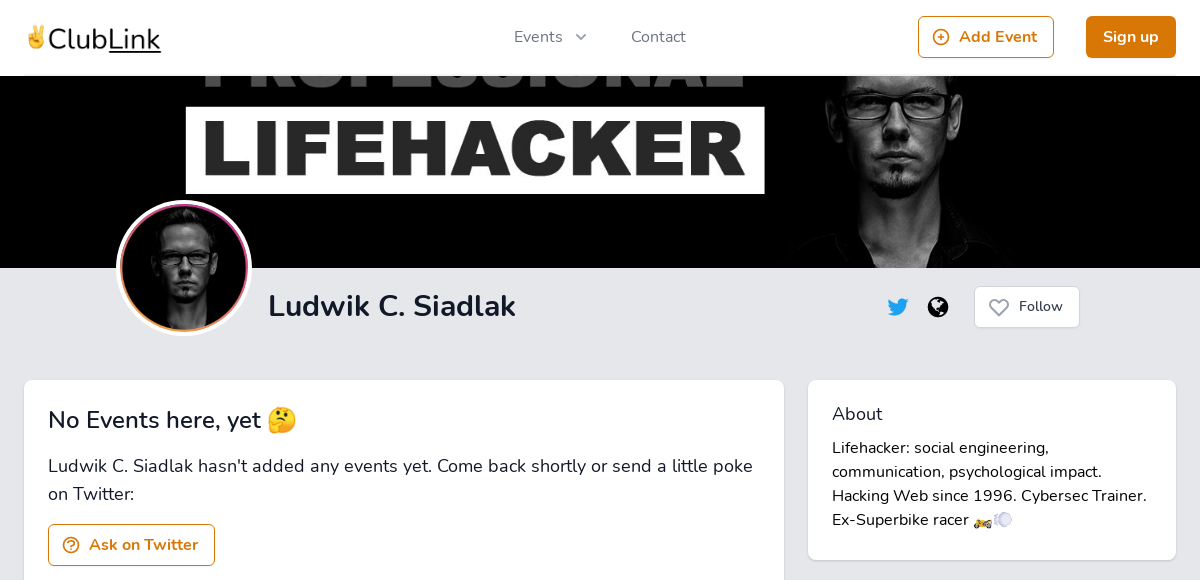 ✌️ClubLink
Events
Contact
Add Event
Sign up
PROFESSIONAL
LIFEHACKER
Ludwik C. Siadlak
Follow
No Events here, yet 🤔
Ludwik C. Siadlak hasn't added any events yet. Come back shortly or send a little poke
on Twitter:
Ask on Twitter
About
Lifehacker: social engineering,
communication, psychological impact.
Hacking Web since 1996. Cybersec Trainer.
Ex-Superbike racer 🏍️💨